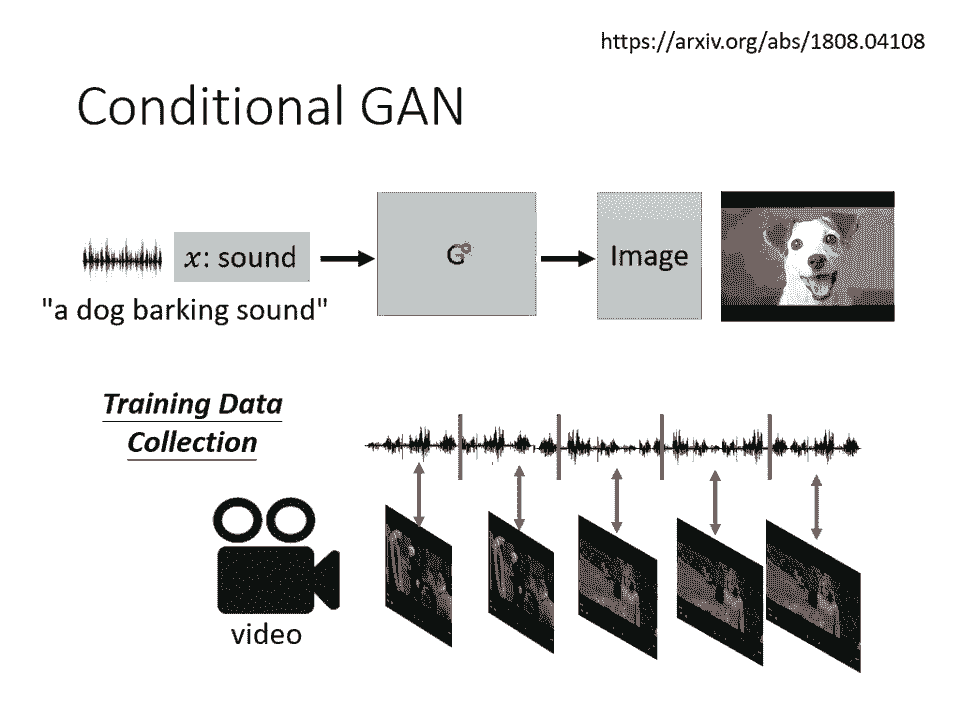 https://arxiv.org/abs/1808.04108
Conditional GAN
x: sound
G
Image
"a dog barking sound"
Training Data
Collection
video